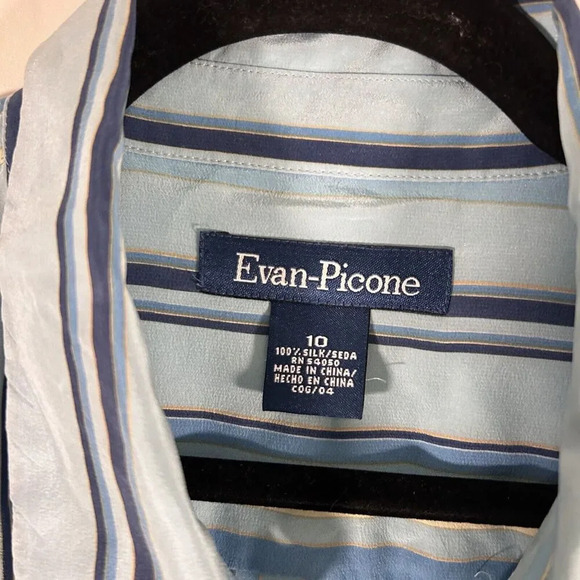 Evan-Picone
10
100% SILK/SEDA
RN 54050
MADE IN CHINA/
HECHO EN CHINA
COG/04